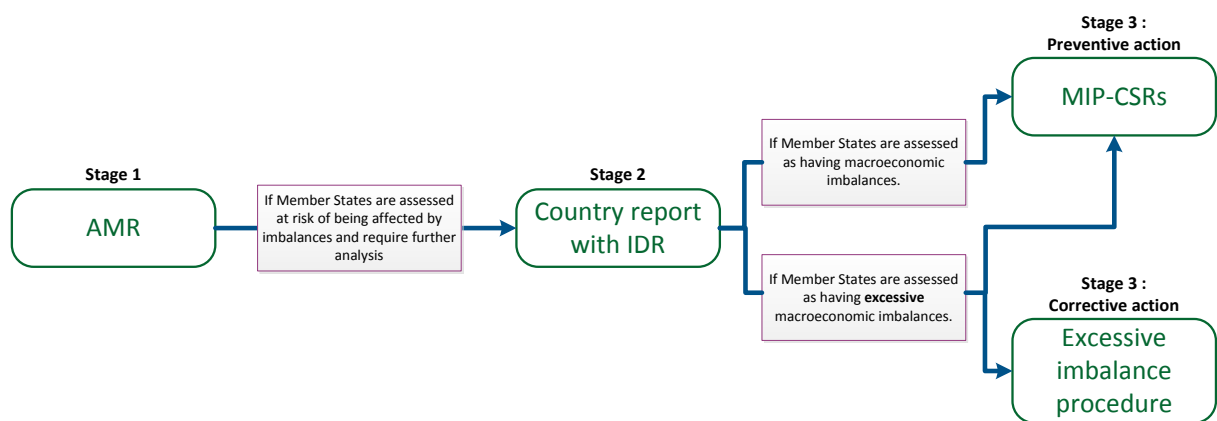 Stage 1
AMR
If Member States are assessed
at risk of being affected by
imbalances and require further
analysis
Stage 2
Country report
with IDR
If Member States are assessed
as having macroeconomic
imbalances.
If Member States are assessed
as having excessive
macroeconomic imbalances.
Stage 3 :
Preventive action
MIP-CSRs
Stage 3 :
Corrective action
Excessive
imbalance
procedure